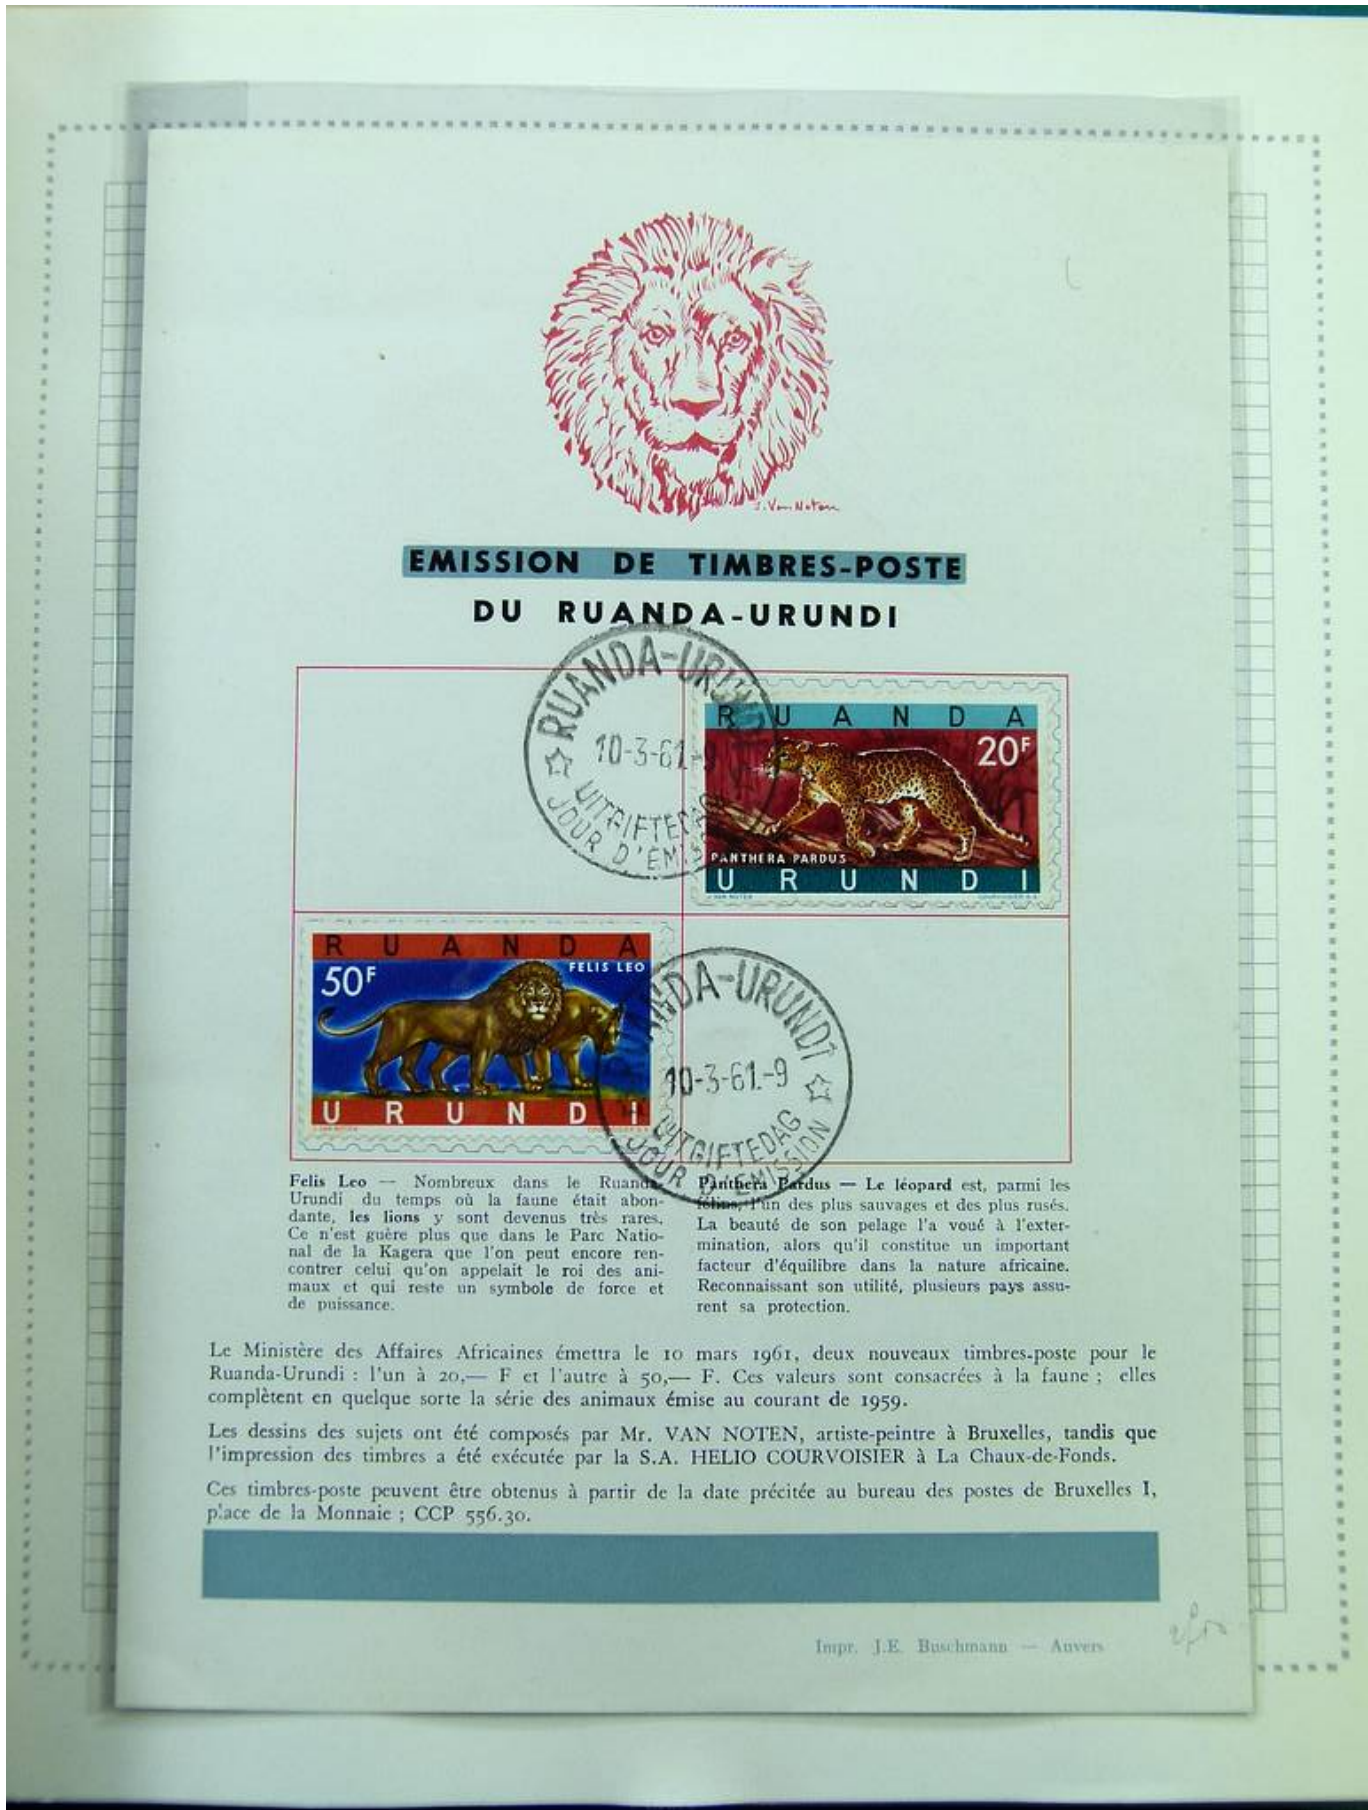 J. Van Noten
EMISSION DE TIMBRES-POSTE
DU RUANDA-URUNDI
RUANDA-URUNDI
10-3-61.-9
UITGIFTEDAG
JOUR D'EMIS
RUANDA
20F
PANTHERA PARDUS
URUNDI
J. VAN NOTEN
COURVOISIER S.A.
RUANDA
50F
FELIS LEO
URUNDI
RUANDA-URUNDI
10-3-61.-9
UITGIFTEDAG
JOUR D'EMISSION
Felis Leo — Nombreux dans le Ruanda-
Urundi du temps où la faune était abon-
dante, les lions y sont devenus très rares.
Ce n'est guère plus que dans le Parc Natio-
nal de la Kagera que l'on peut encore ren-
contrer celui qu'on appelait le roi des ani-
maux et qui reste un symbole de force et
de puissance.
Panthera Pardus — Le léopard est, parmi les
félins, l'un des plus sauvages et des plus rusés.
La beauté de son pelage l'a voué à l'exter-
mination, alors qu'il constitue un important
facteur d'équilibre dans la nature africaine.
Reconnaissant son utilité, plusieurs pays assu-
rent sa protection.
Le Ministère des Affaires Africaines émettra le 10 mars 1961, deux nouveaux timbres-poste pour le
Ruanda-Urundi : l'un à 20,— F et l'autre à 50,— F. Ces valeurs sont consacrées à la faune ; elles
complètent en quelque sorte la série des animaux émise au courant de 1959.
Les dessins des sujets ont été composés par Mr. VAN NOTEN, artiste-peintre à Bruxelles, tandis que
l'impression des timbres a été exécutée par la S.A. HELIO COURVOISIER à La Chaux-de-Fonds.
Ces timbres-poste peuvent être obtenus à partir de la date précitée au bureau des postes de Bruxelles I,
place de la Monnaie ; CCP 556.30.
Impr. J.E. Buschmann — Anvers